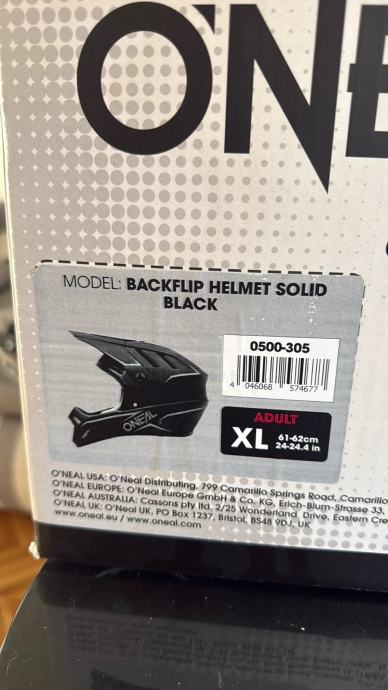 O'NE
MODEL: BACKFLIP HELMET SOLID
BLACK
0500-305
4 046068 574677
ONEAL
ADULT
XL 61-62cm
24-24.4 in
O'NEAL USA: O'Neal Distributing, 799 Camarillo Springs Road, Camarillo
O'NEAL EUROPE: O'Neal Europe GmbH & Co. KG, Erich-Blum-Strasse 33,
O'NEAL AUSTRALIA: Cassons pty ltd, 2/25 Wonderland Drive, Eastern Cre
O'NEAL UK: O'Neal UK, PO Box 1237, Bristol, BS48 9DJ, UK
www.oneal.eu / www.oneal.com